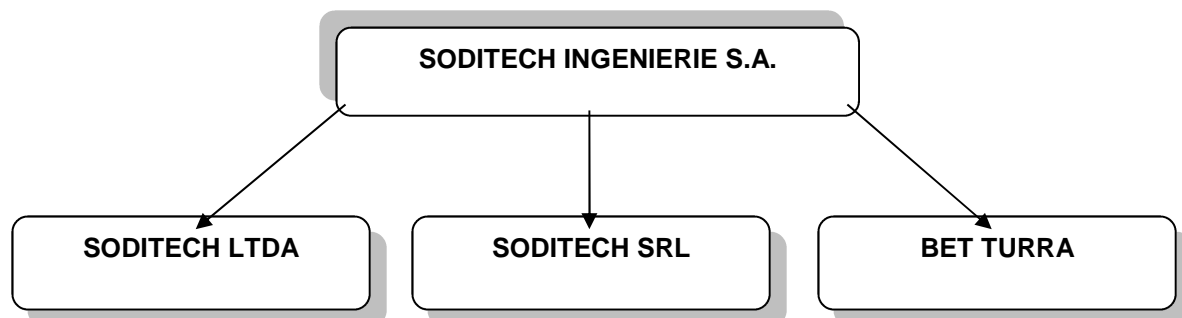 SODITECH INGENIERIE S.A.
SODITECH LTDA
SODITECH SRL
BET TURRA